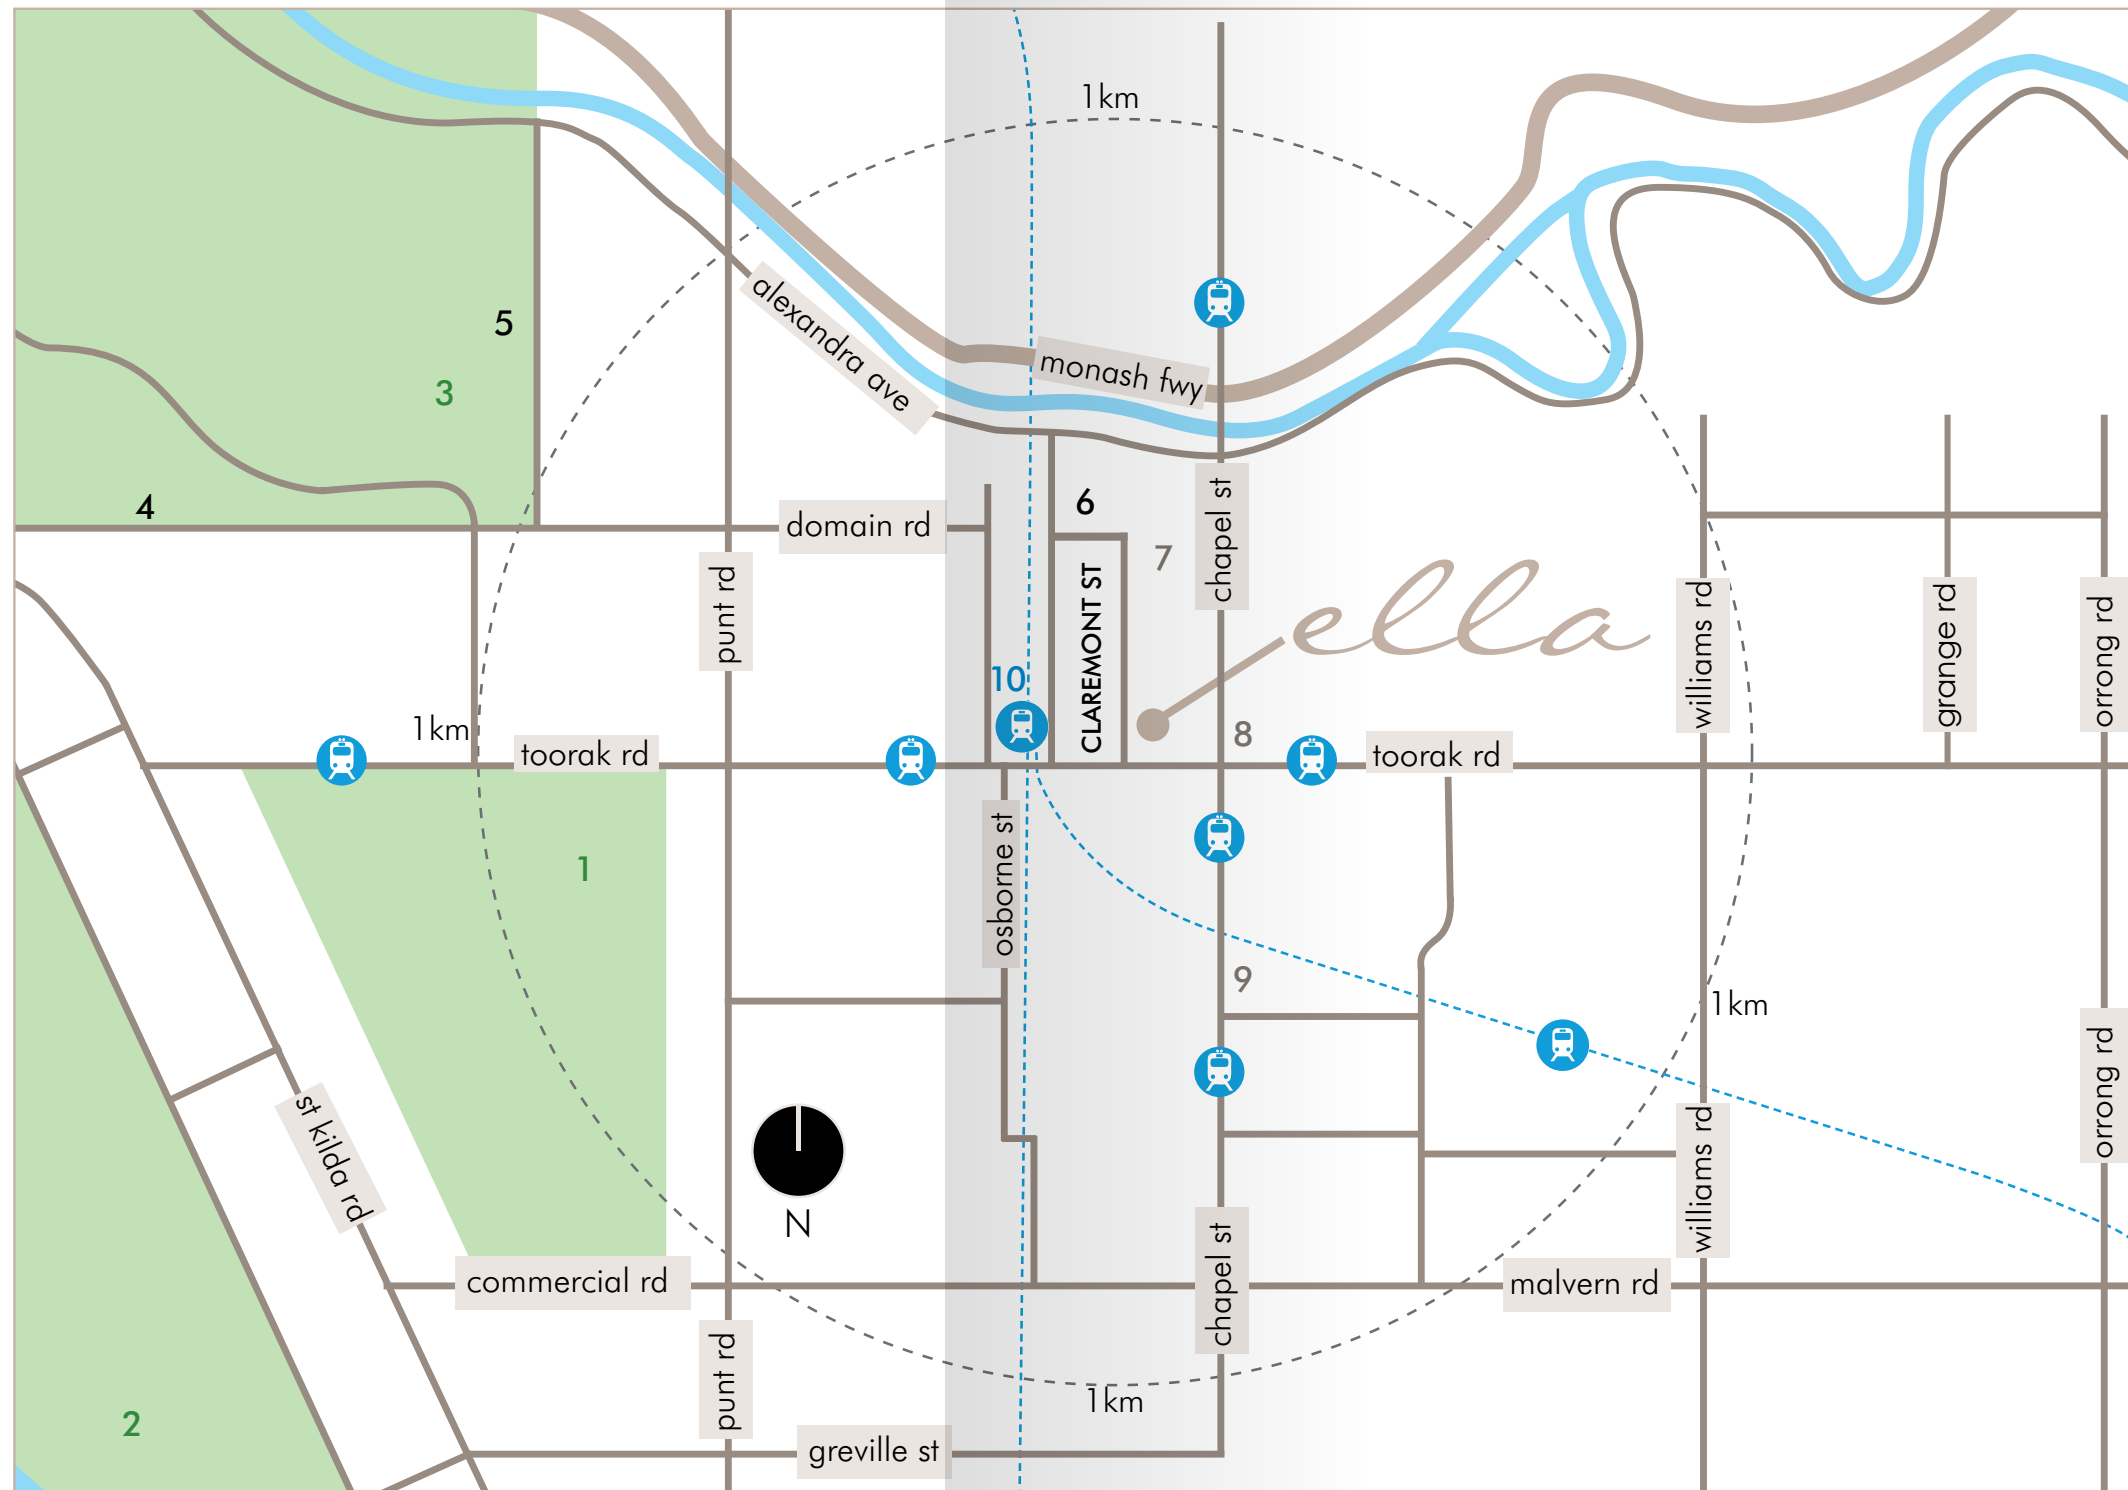 1km
alexandra ave
monash fwy
5
3
4
6
domain rd
7
chapel st
CLAREMONT ST
punt rd
ella
williams rd
grange rd
orrong rd
10
1km
toorak rd
8
toorak rd
1
osborne st
9
1km
orrong rd
st kilda rd
N
williams rd
commercial rd
chapel st
malvern rd
punt rd
1km
2
greville st